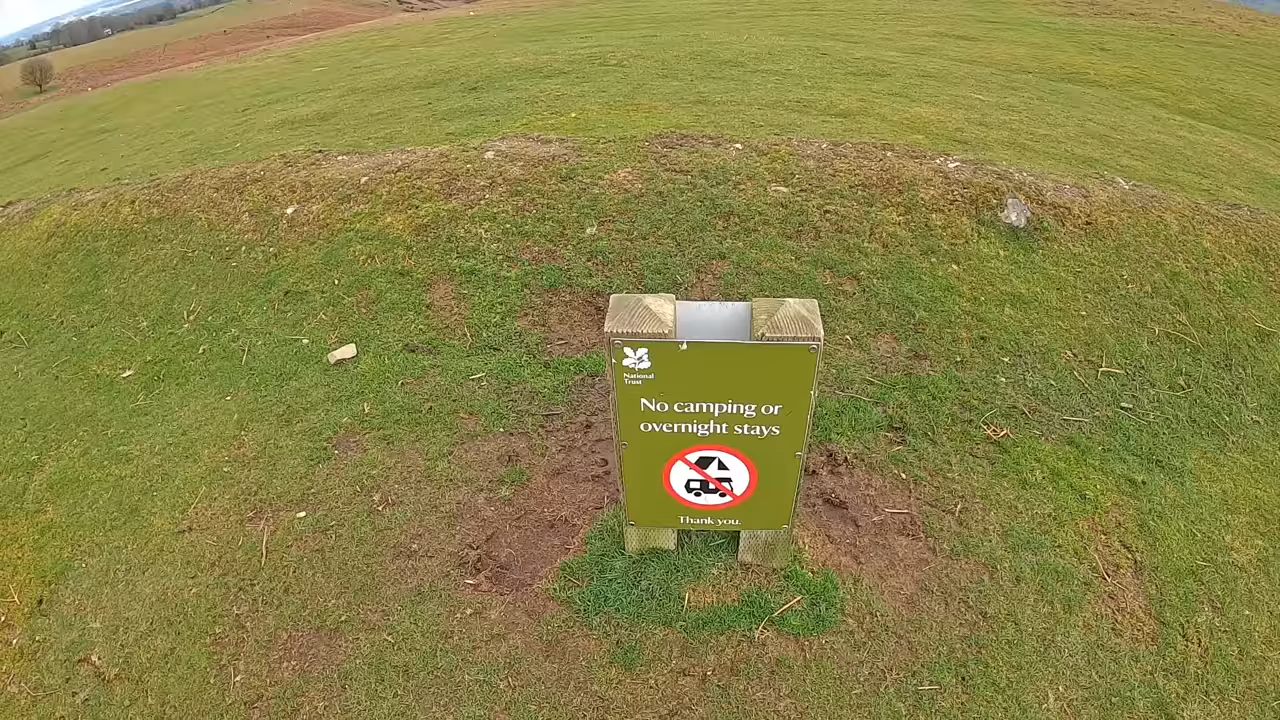 National
Trust
No camping or
overnight stays
Thank you.